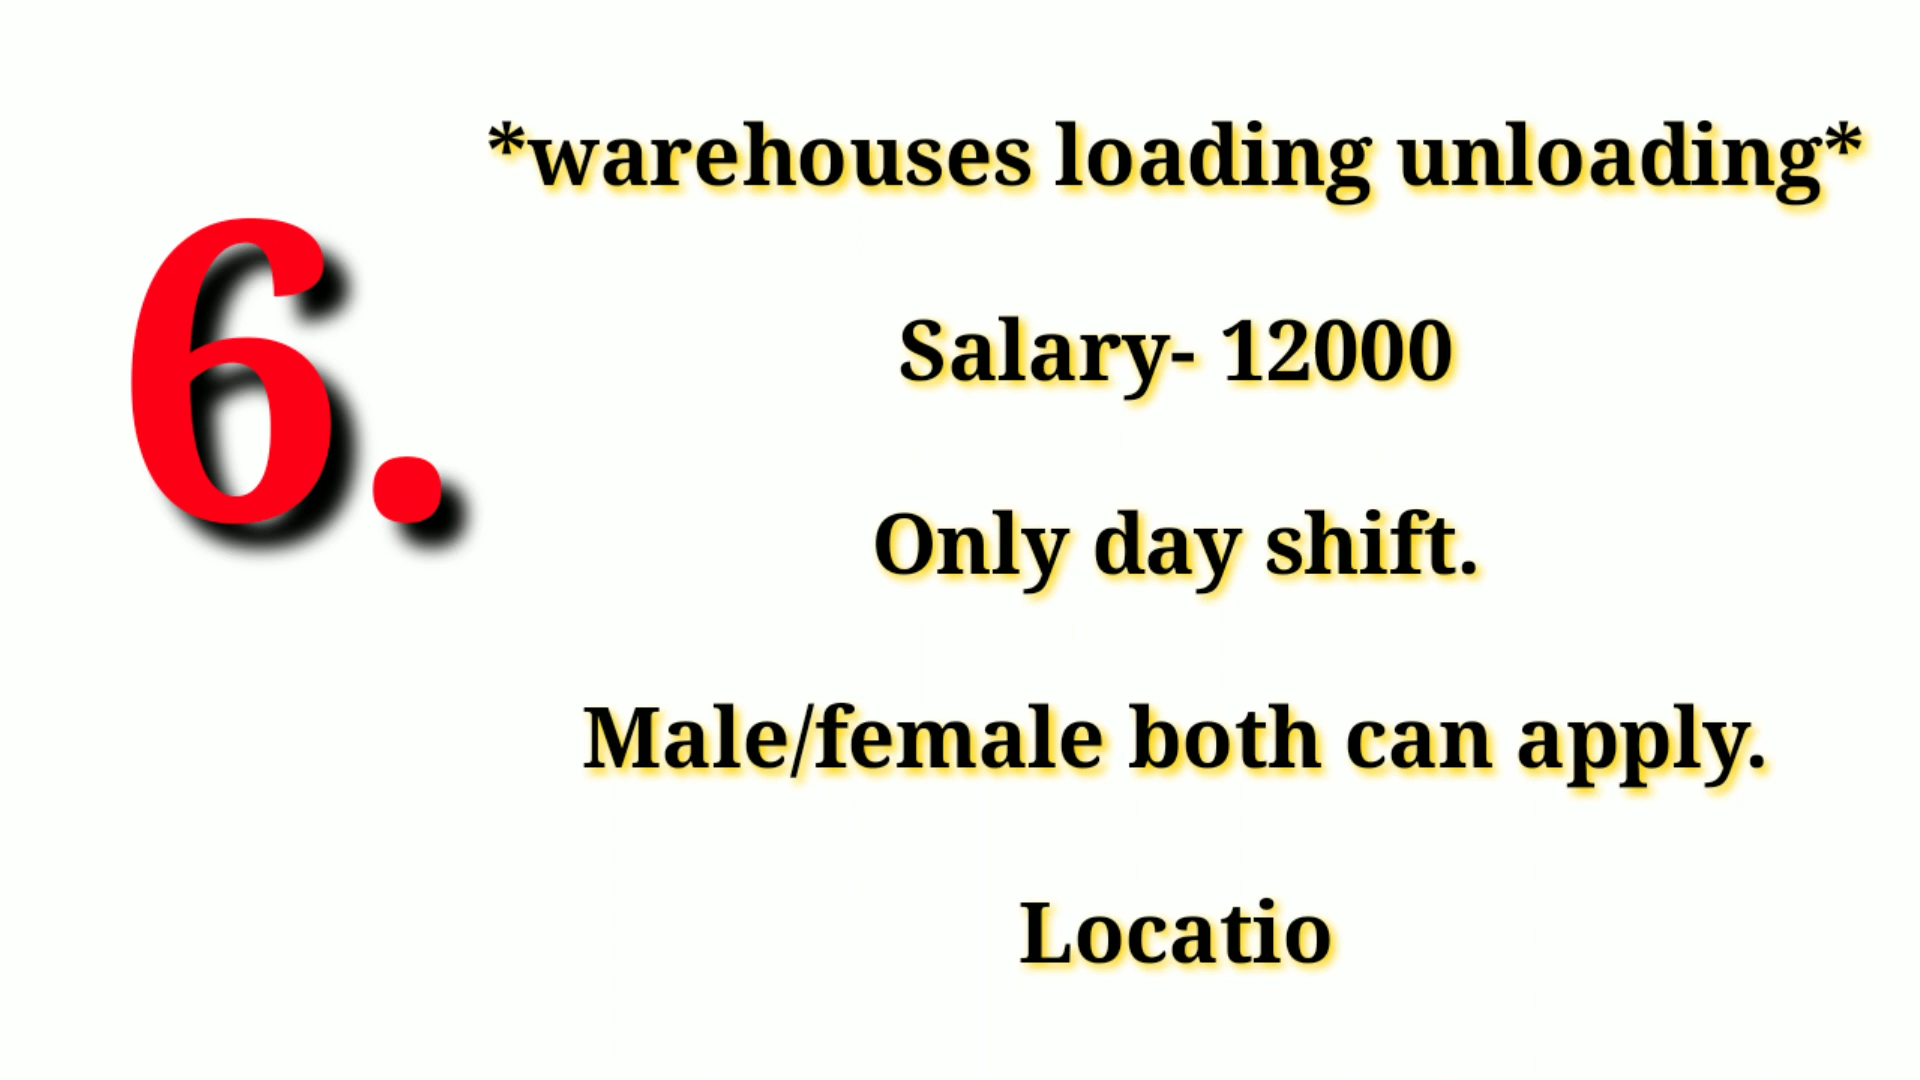 6.
*warehouses loading unloading*
Salary- 12000
Only day shift.
Male/female both can apply.
Locatio